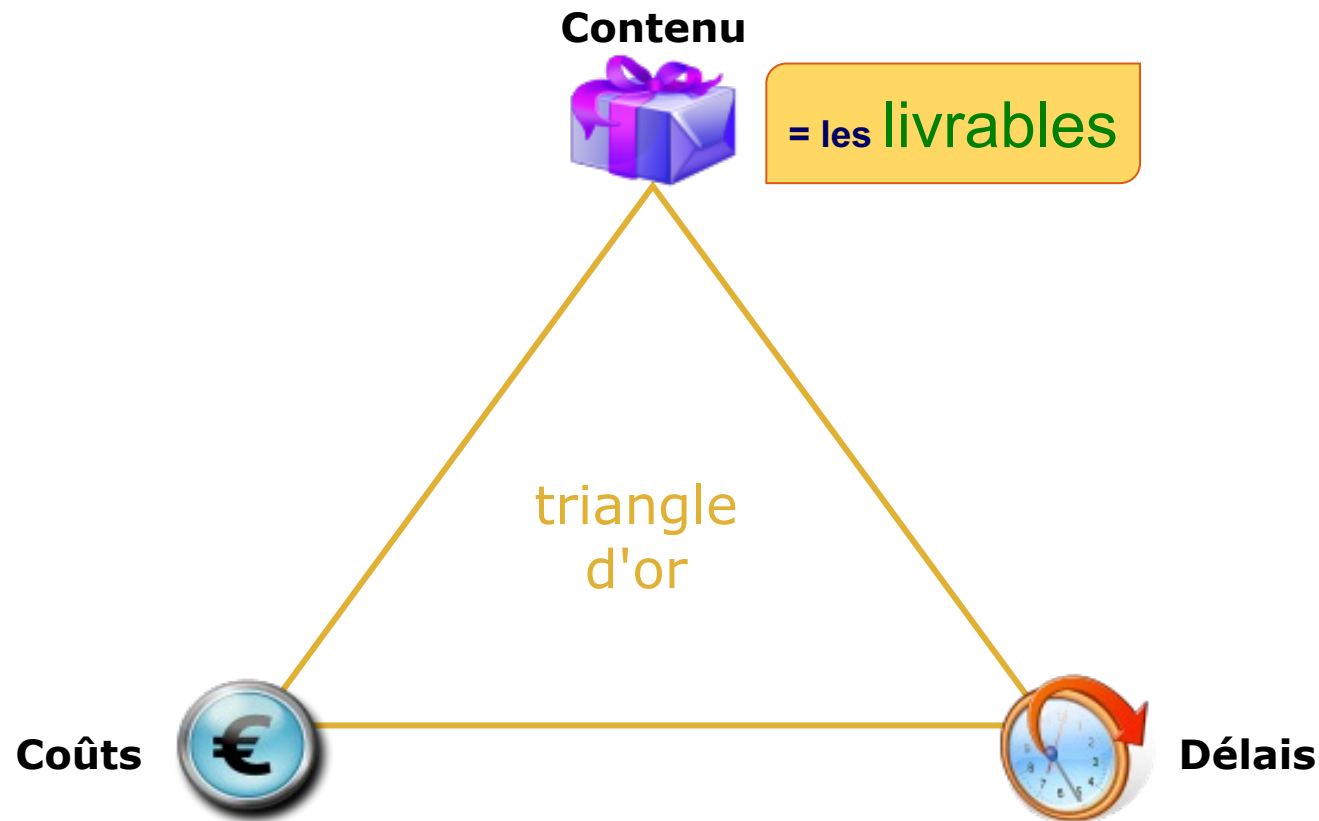 Contenu
= les livrables
triangle
d'or
€
Coûts
Délais